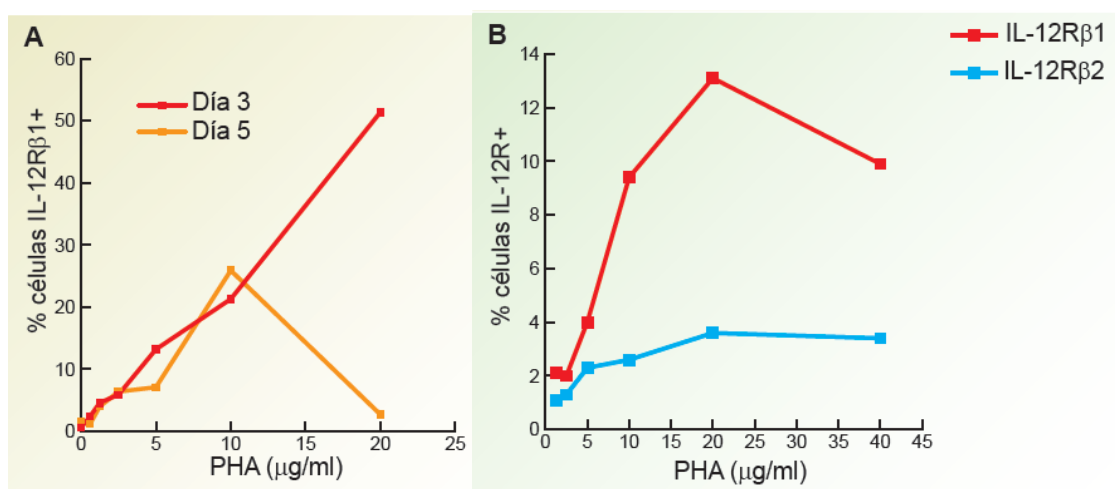 A
60
50
40
30
20
10
0
% células IL-12Rβ1+
Día 3
Día 5
0 5 10 15 20 25
PHA (μg/ml)
B
14
12
10
8
6
4
2
0
% células IL-12R+
IL-12Rβ1
IL-12Rβ2
0 5 10 15 20 25 30 35 40 45
PHA (μg/ml)